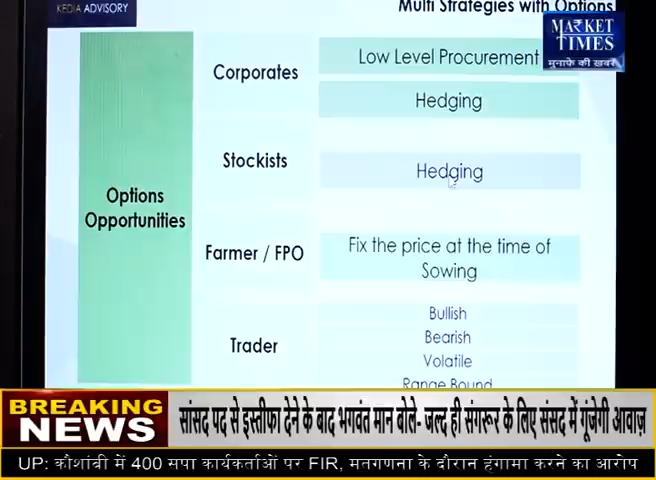 KEDIA ADVISORY
Multi Strategies with Options
MARKET
TIMES
मुनाफे की खबर
Options
Opportunities
Corporates
Low Level Procurement
Hedging
Stockists
Hedging
Farmer / FPO
Fix the price at the time of
Sowing
Trader
Bullish
Bearish
Volatile
Range Bound
BREAKING
NEWS
सांसद पद से इस्तीफा देने के बाद भगवंत मान बोले- जल्द ही संगरूर के लिए संसद में गूंजेगी आवाज़
UP: कौशांबी में 400 सपा कार्यकर्ताओं पर FIR, मतगणना के दौरान हंगामा करने का आरोप